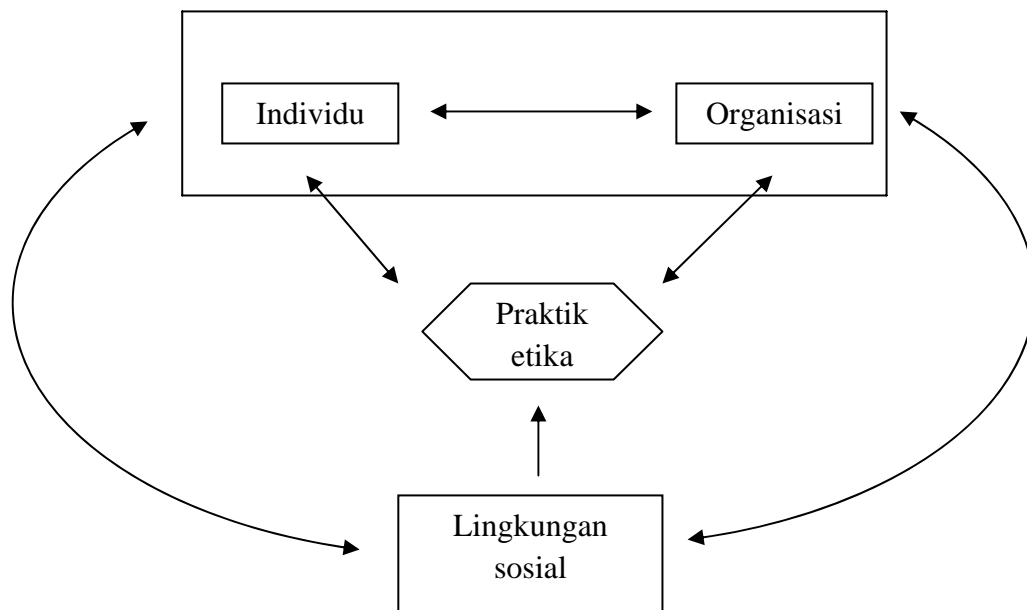 Individu
Organisasi
Praktik
etika
Lingkungan
sosial